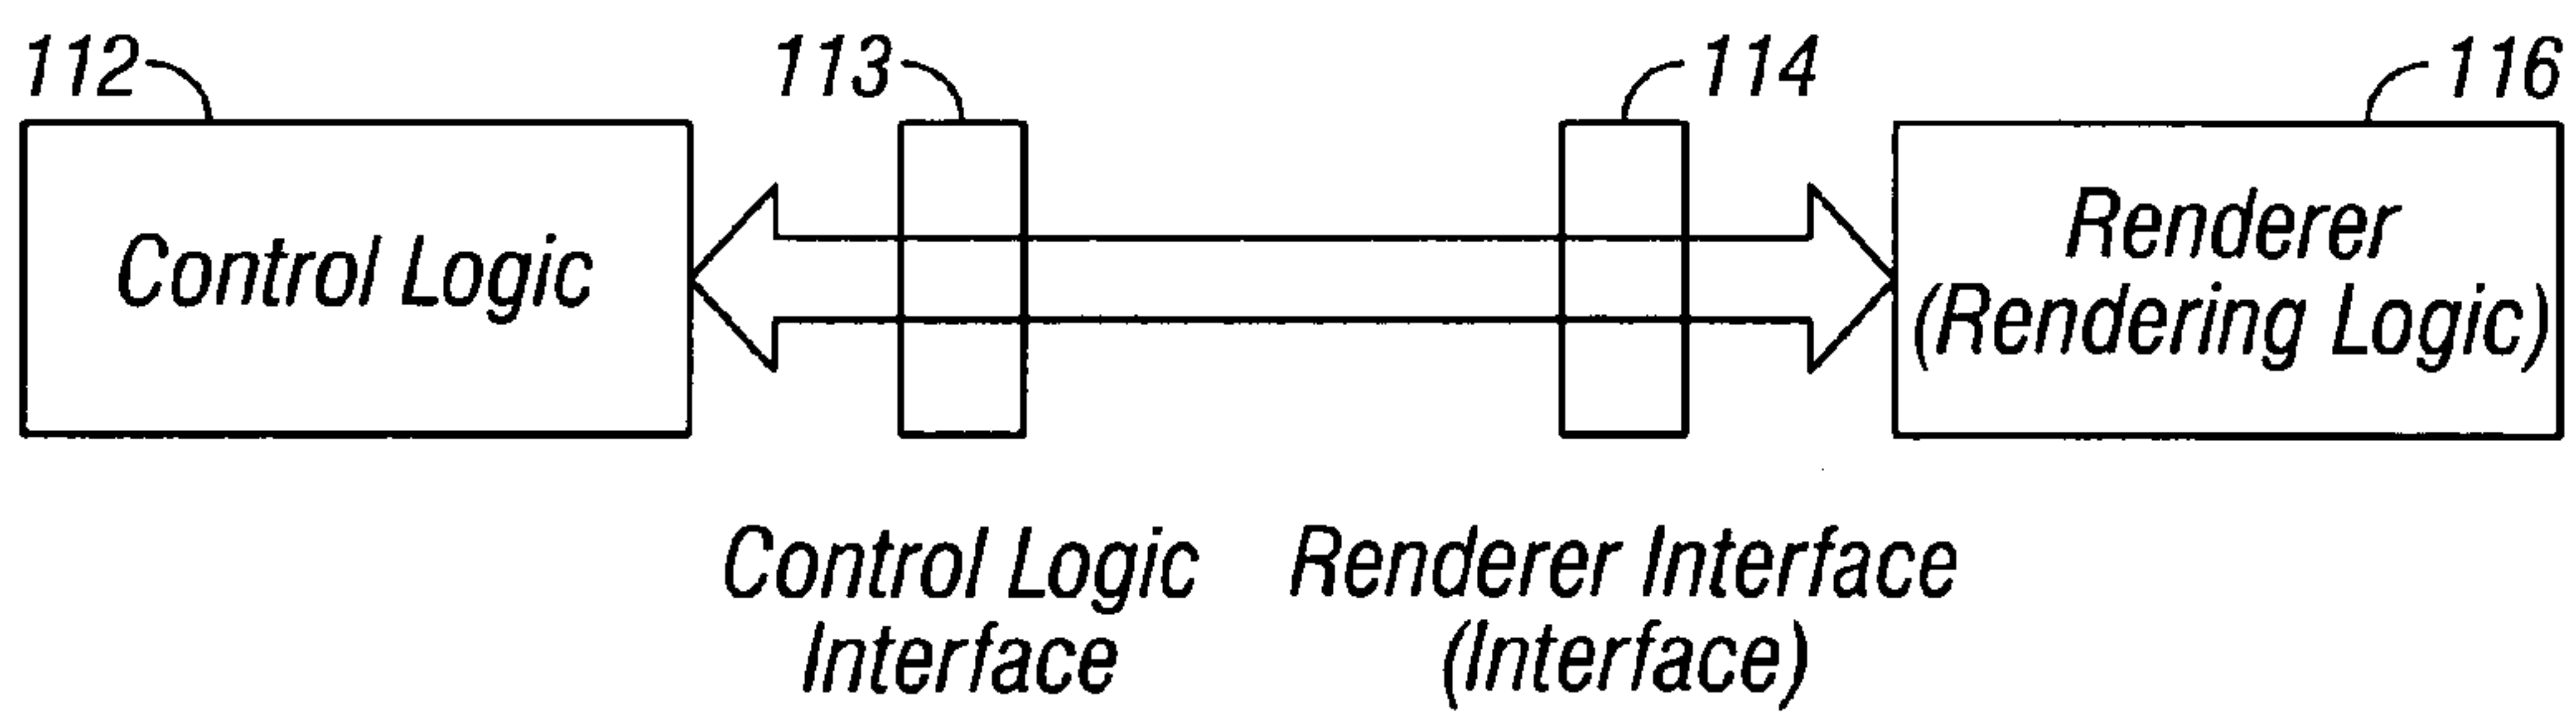 112
113
114
116
Control Logic
Renderer
(Rendering Logic)
Control Logic
Interface
Renderer Interface
(Interface)